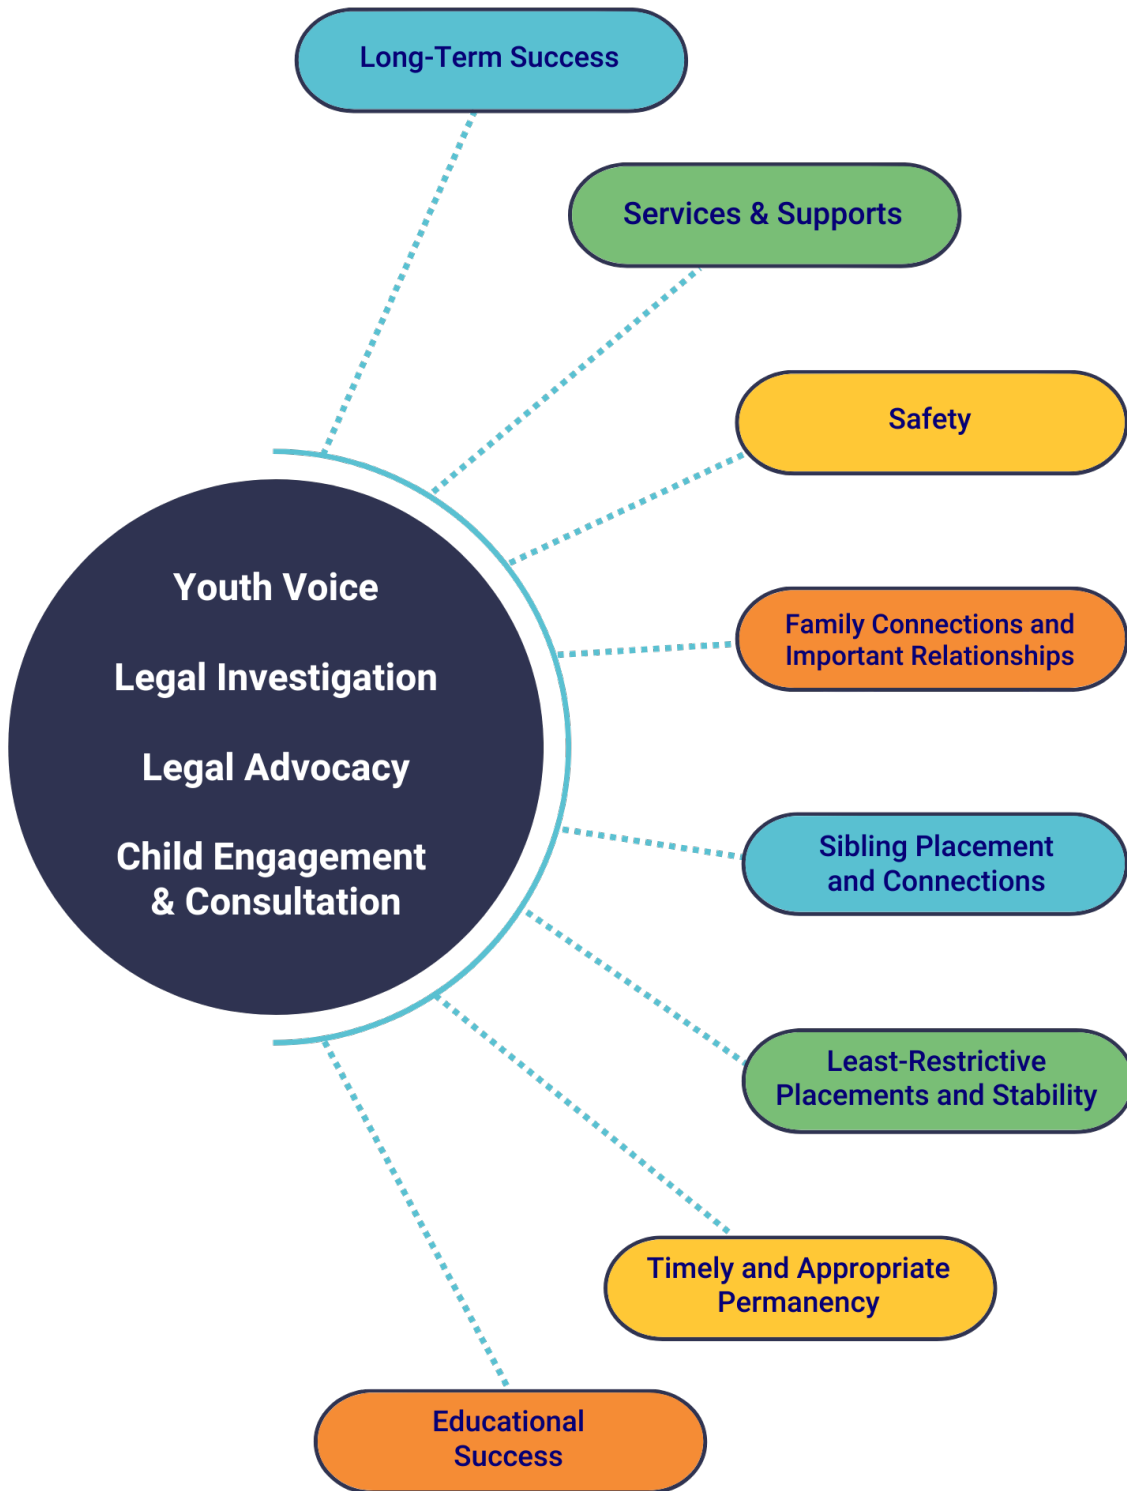 Long-Term Success
Services & Supports
Safety
Youth Voice
Legal Investigation
Legal Advocacy
Child Engagement
& Consultation
Family Connections and
Important Relationships
Sibling Placement
and Connections
Least-Restrictive
Placements and Stability
Timely and Appropriate
Permanency
Educational
Success